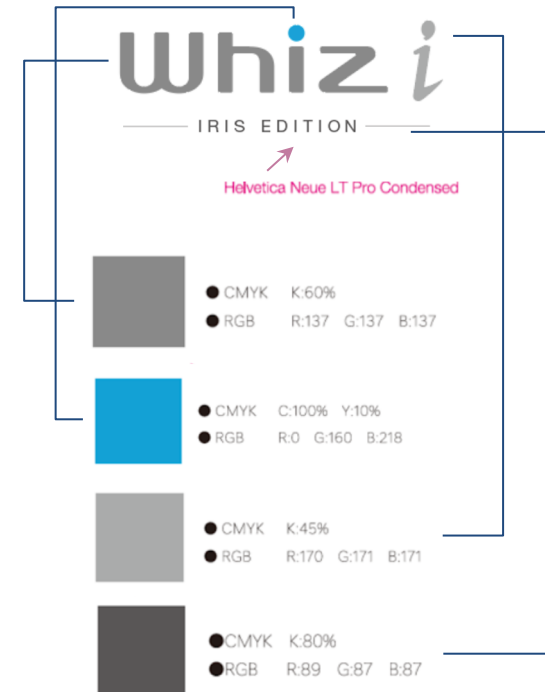 Whiz i
IRIS EDITION
Helvetica Neue LT Pro Condensed
CMYK K:60%
RGB R:137 G:137 B:137
CMYK C:100% Y:10%
RGB R:0 G:160 B:218
CMYK K:45%
RGB R:170 G:171 B:171
CMYK K:80%
RGB R:89 G:87 B:87